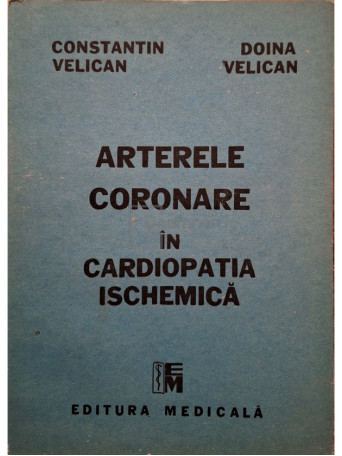 CONSTANTIN VELICAN
DOINA VELICAN
ARTERELE
CORONARE
ÎN
CARDIOPATIA
ISCHEMICĂ
EM
EDITURA MEDICALĂ